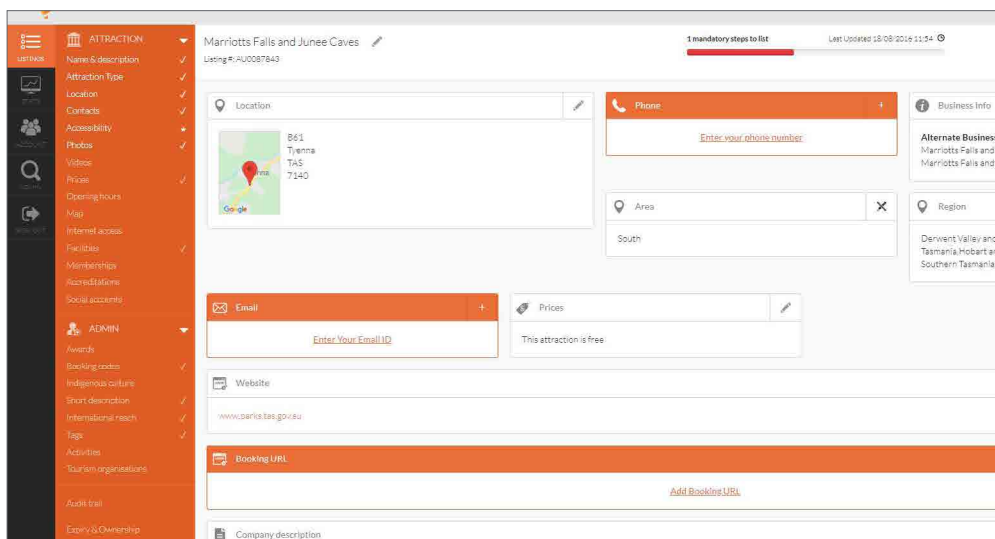 Marriotts Falls and Junee Caves
Listing #: AU0087843
1 mandatory steps to list
Last Updated 18/08/2016 11:54
LISTINGS
ATTRACTION
Name & description
Attraction Type
Location
Contacts
Accessibility
Photos
Videos
Prices
Opening hours
Map
Internet access
Facilities
Memberships
Accreditations
Social accounts
ADMIN
Awards
Booking codes
Indigenous culture
Short description
International reach
Tags
Activities
Tourism organisations
Audit trail
Expiry & Ownership
Location
B61
Tyenna
TAS
7140
Google
Phone
Enter your phone number
Business Info
Alternate Business
Marriotts Falls and
Marriotts Falls and
Area
South
Region
Derwent Valley and
Tasmania,Hobart a
Southern Tasmania
Email
Enter Your Email ID
Prices
This attraction is free
Website
www.parks.tas.gov.eu
Booking URL
Add Booking URL
Company description